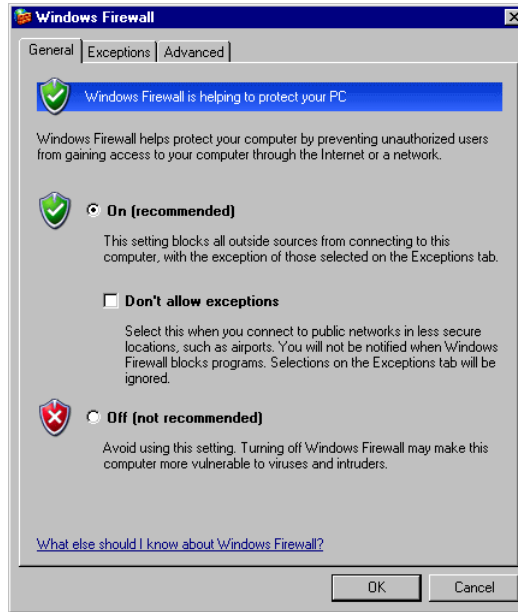 Windows Firewall
General Exceptions Advanced
Windows Firewall is helping to protect your PC
Windows Firewall helps protect your computer by preventing unauthorized users
from gaining access to your computer through the Internet or a network.
On (recommended)
This setting blocks all outside sources from connecting to this
computer, with the exception of those selected on the Exceptions tab.
Don't allow exceptions
Select this when you connect to public networks in less secure
locations, such as airports. You will not be notified when Windows
Firewall blocks programs. Selections on the Exceptions tab will be
ignored.
Off (not recommended)
Avoid using this setting. Turning off Windows Firewall may make this
computer more vulnerable to viruses and intruders.
What else should I know about Windows Firewall?
OK Cancel